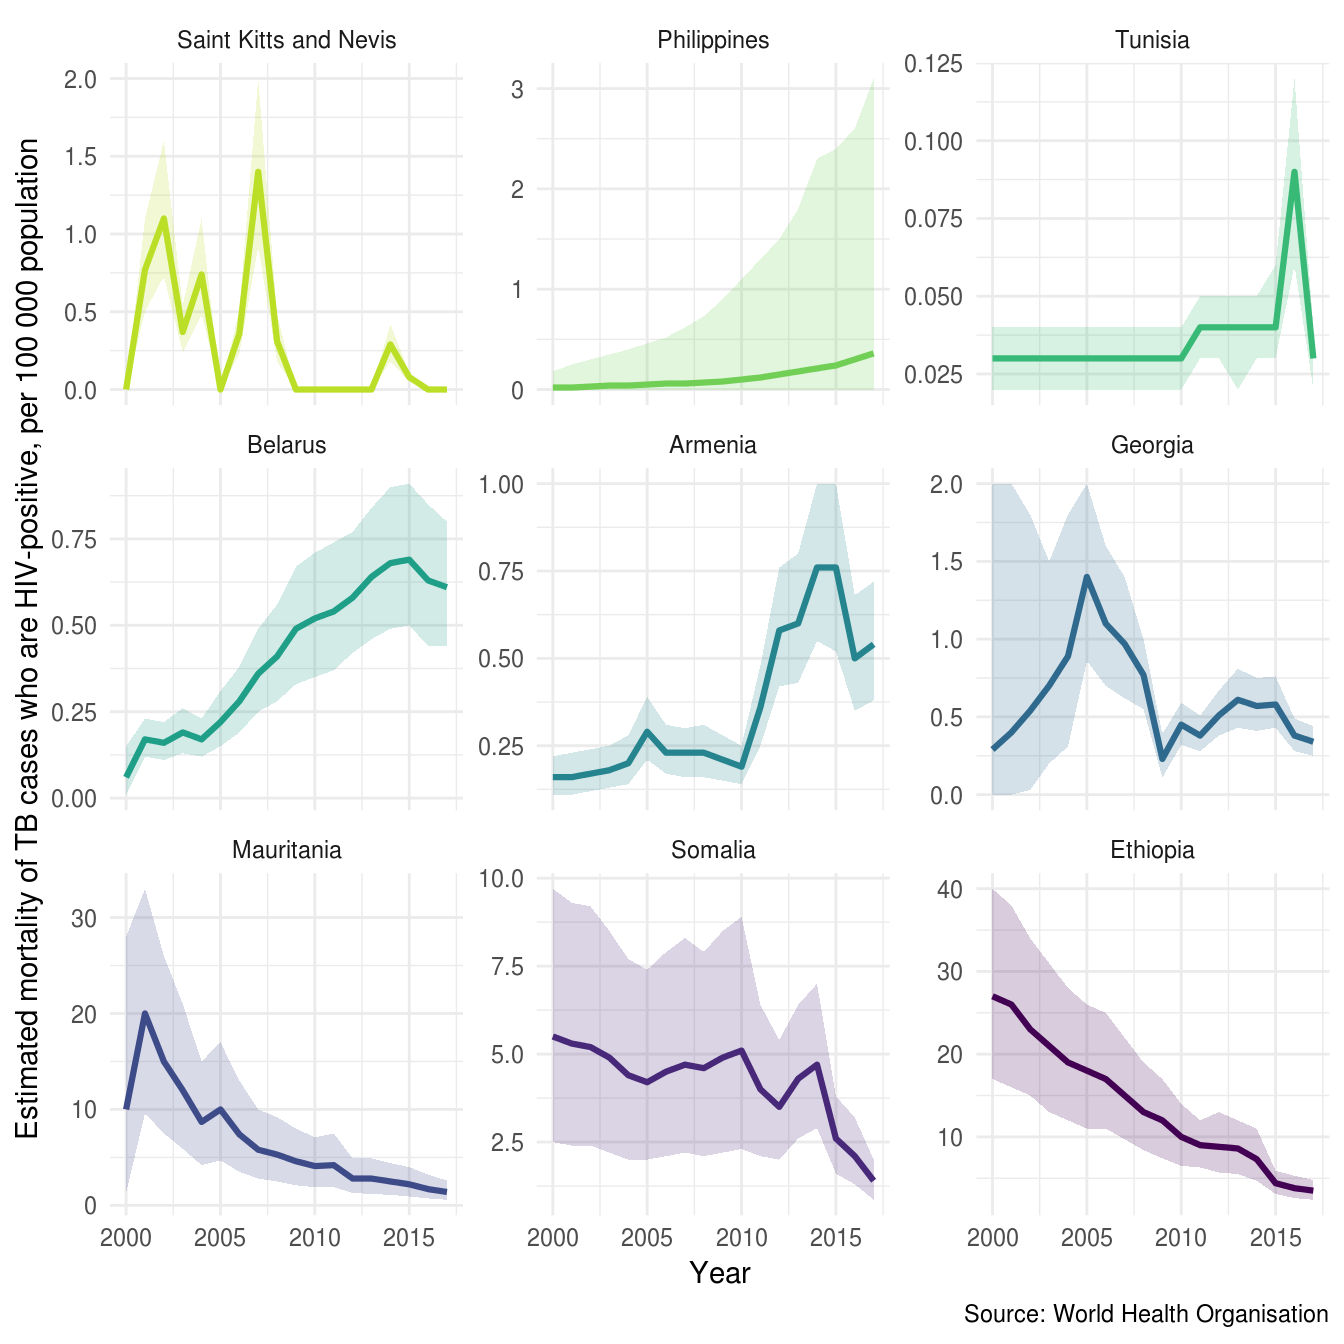 Saint Kitts and Nevis
Philippines
Tunisia
2.0
1.5
1.0
0.5
0.0
3
2
1
0
0.125
0.100
0.075
0.050
0.025
Belarus
Armenia
Georgia
0.75
0.50
0.25
0.00
1.00
0.75
0.50
0.25
2.0
1.5
1.0
0.5
0.0
Mauritania
Somalia
Ethiopia
30
20
10
0
10.0
7.5
5.0
2.5
40
30
20
10
2000 2005 2010 2015
2000 2005 2010 2015
2000 2005 2010 2015
Estimated mortality of TB cases who are HIV-positive, per 100 000 population
Year
Source: World Health Organisation